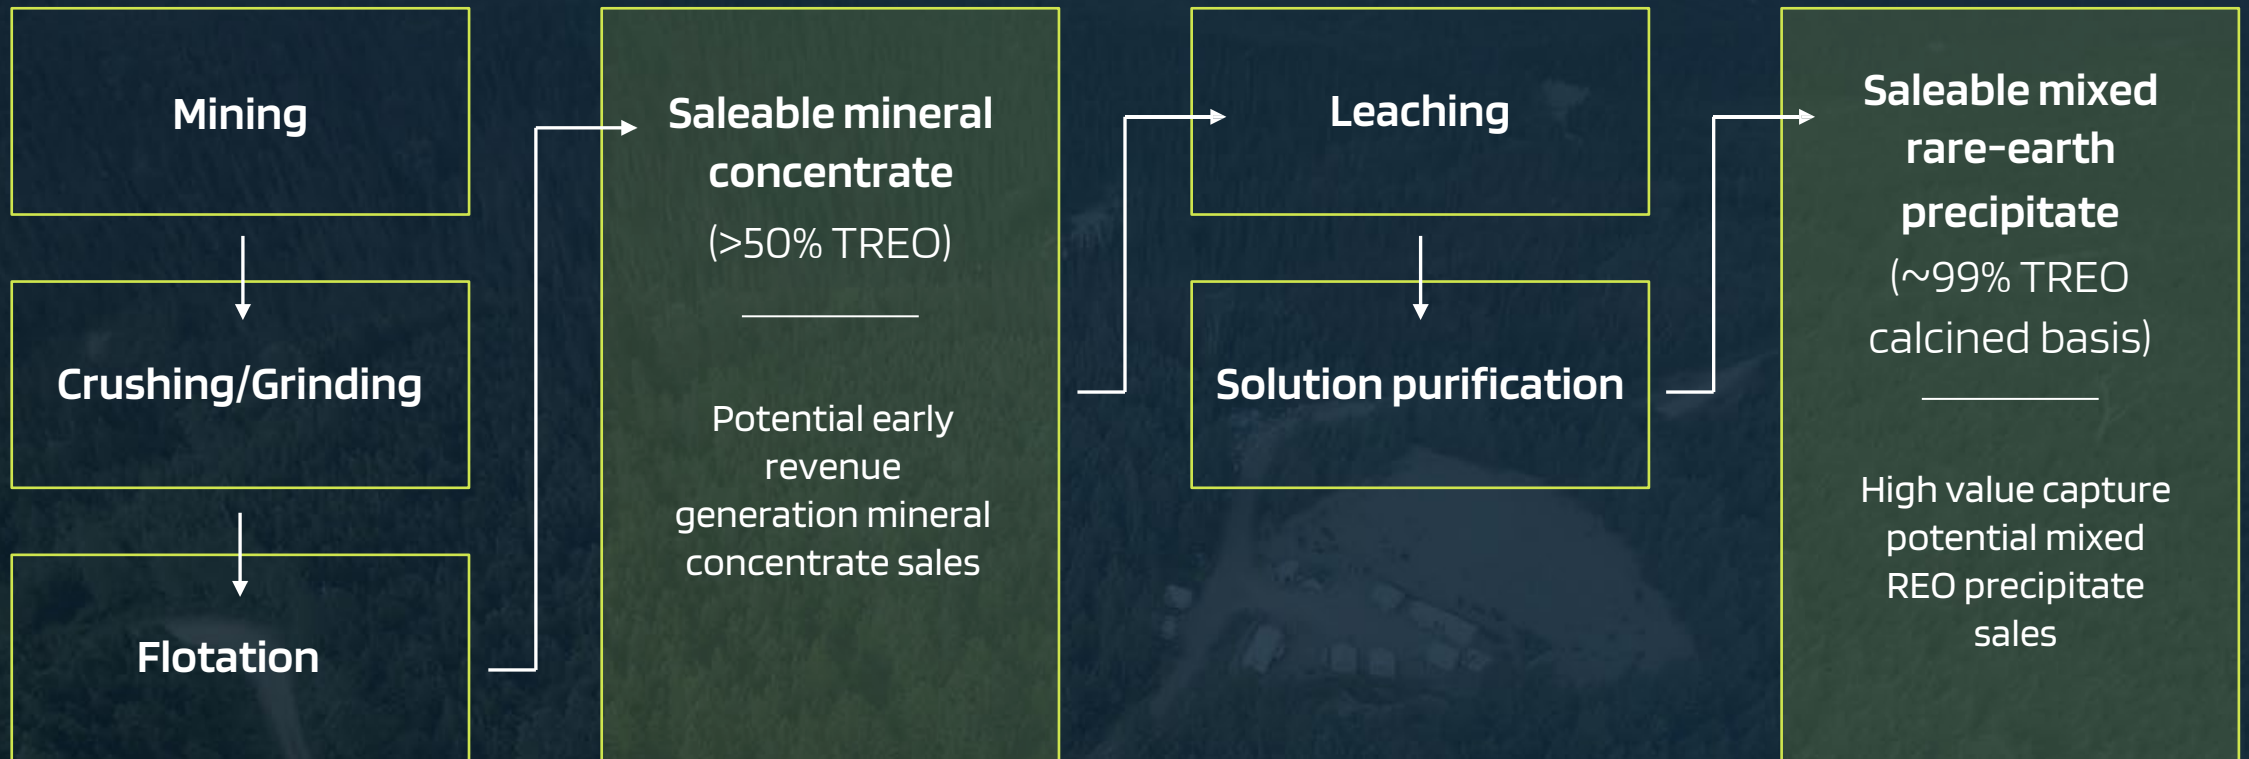 Mining
Crushing/Grinding
Flotation
Saleable mineral
concentrate
(>50% TREO)
Potential early
revenue
generation mineral
concentrate sales
Leaching
Solution purification
Saleable mixed
rare-earth
precipitate
(~99% TREO
calcined basis)
High value capture
potential mixed
REO precipitate
sales